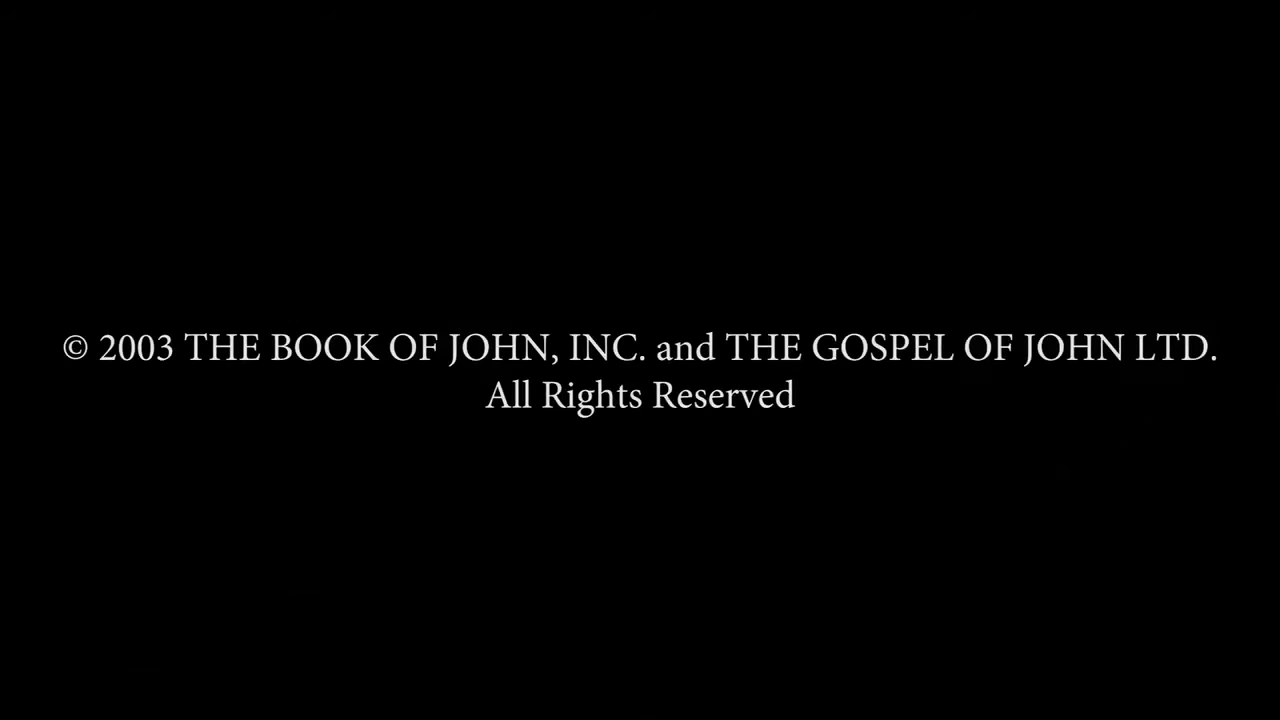 © 2003 THE BOOK OF JOHN, INC. and THE GOSPEL OF JOHN LTD.
All Rights Reserved